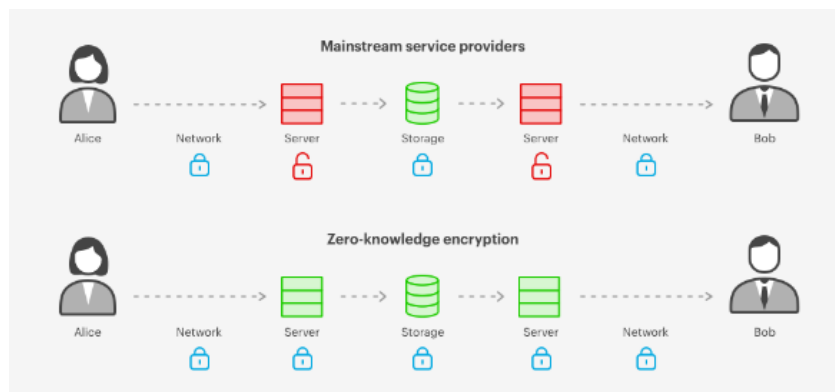 Mainstream service providers
Alice Network Server Storage Server Network Bob
Zero-knowledge encryption
Alice Network Server Storage Server Network Bob